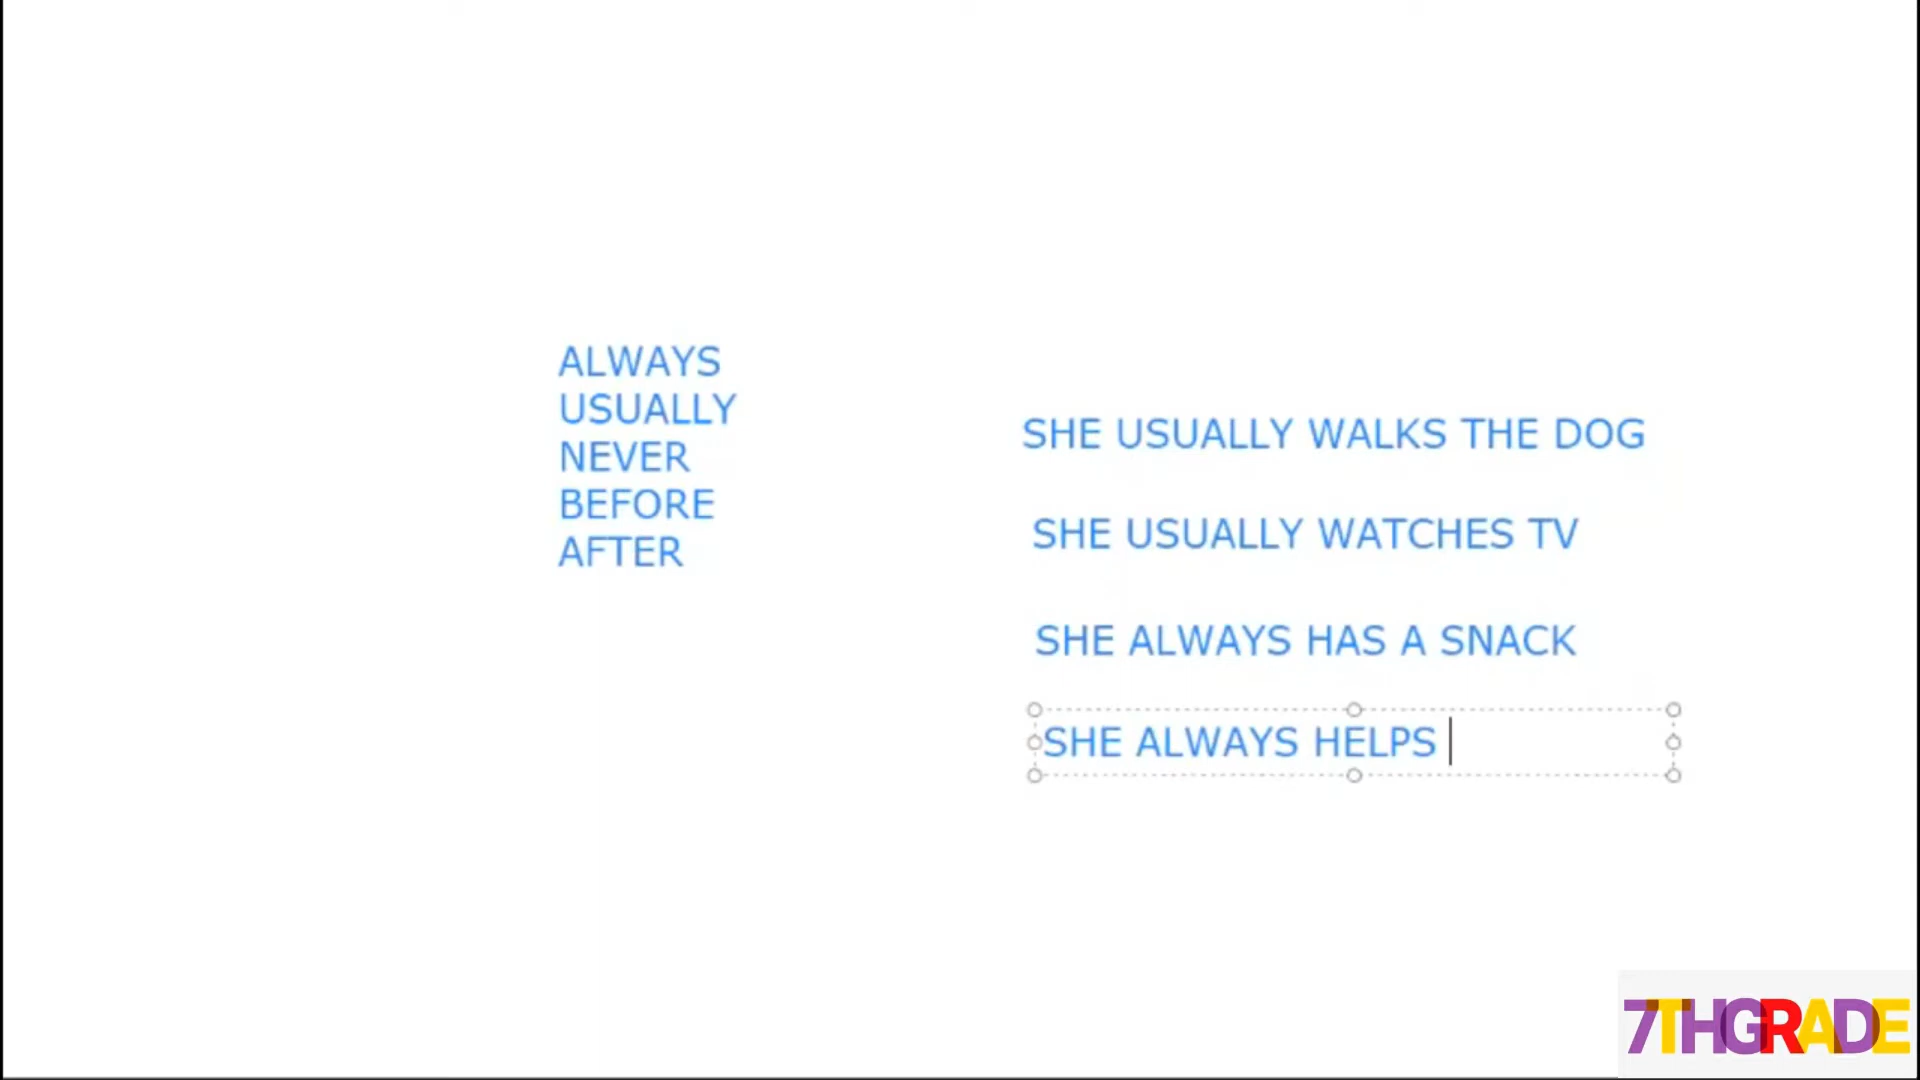 ALWAYS
USUALLY
NEVER
BEFORE
AFTER
SHE USUALLY WALKS THE DOG
SHE USUALLY WATCHES TV
SHE ALWAYS HAS A SNACK
SHE ALWAYS HELPS
7THGRADE